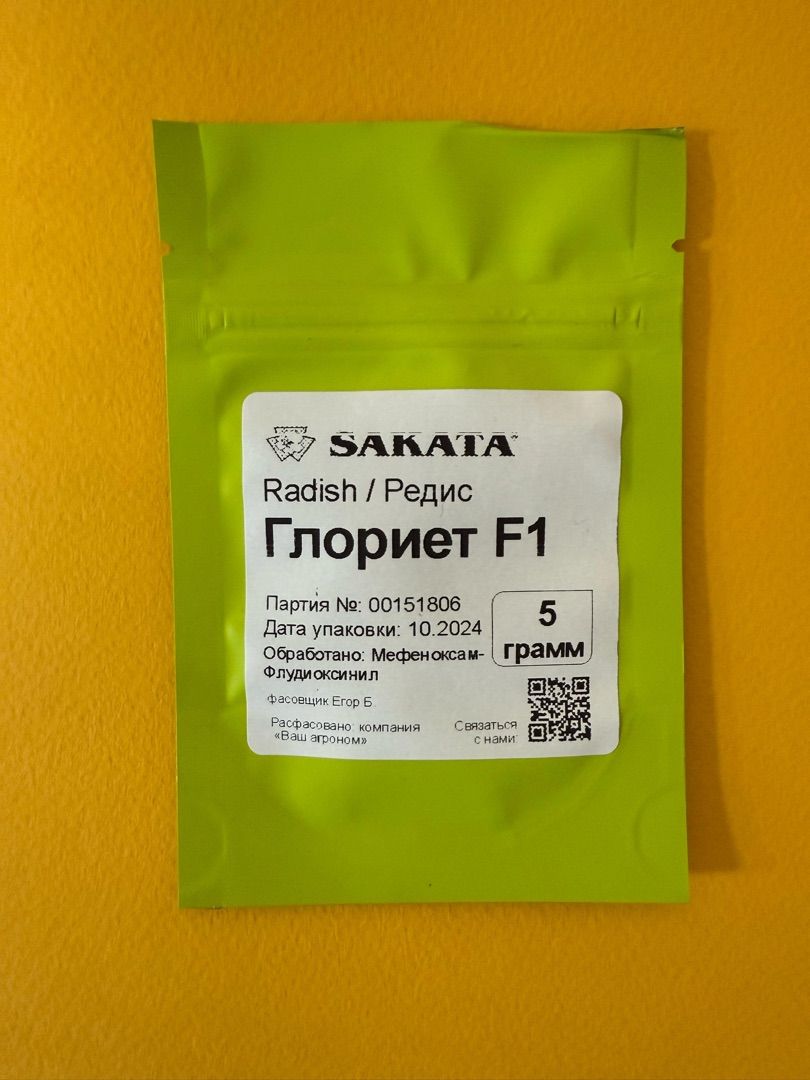 SAKATA
Radish / Редис
Глориет F1
Партия №: 00151806
Дата упаковки: 10.2024
5
грамм
Обработано: Мефеноксам-
Флудиоксинил
фасовщик Егор Б.
Расфасовано: компания
«Ваш агроном»
Связаться
с нами: